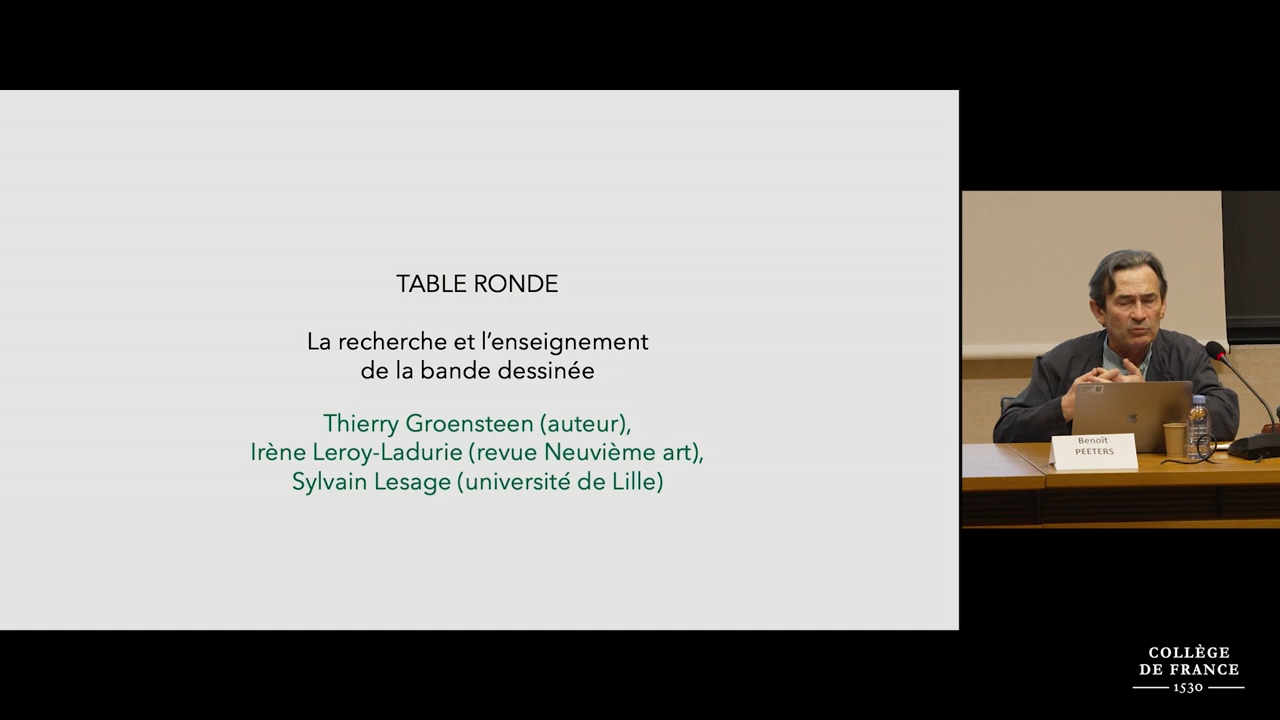 TABLE RONDE
La recherche et l'enseignement
de la bande dessinée
Thierry Groensteen (auteur),
Irène Leroy-Ladurie (revue Neuvième art),
Sylvain Lesage (université de Lille)
Benoît
PEETERS
COLLÈGE
DE FRANCE
1530